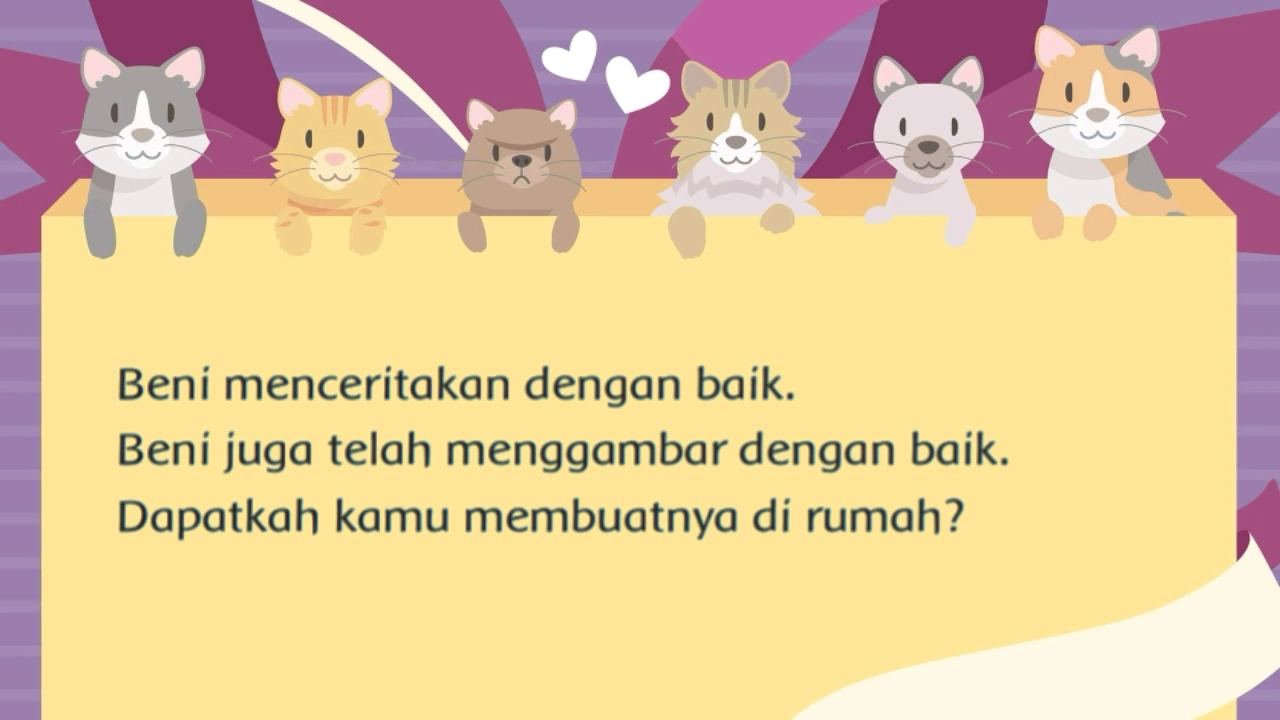 Beni menceritakan dengan baik.
Beni juga telah menggambar dengan baik.
Dapatkah kamu membuatnya di rumah?